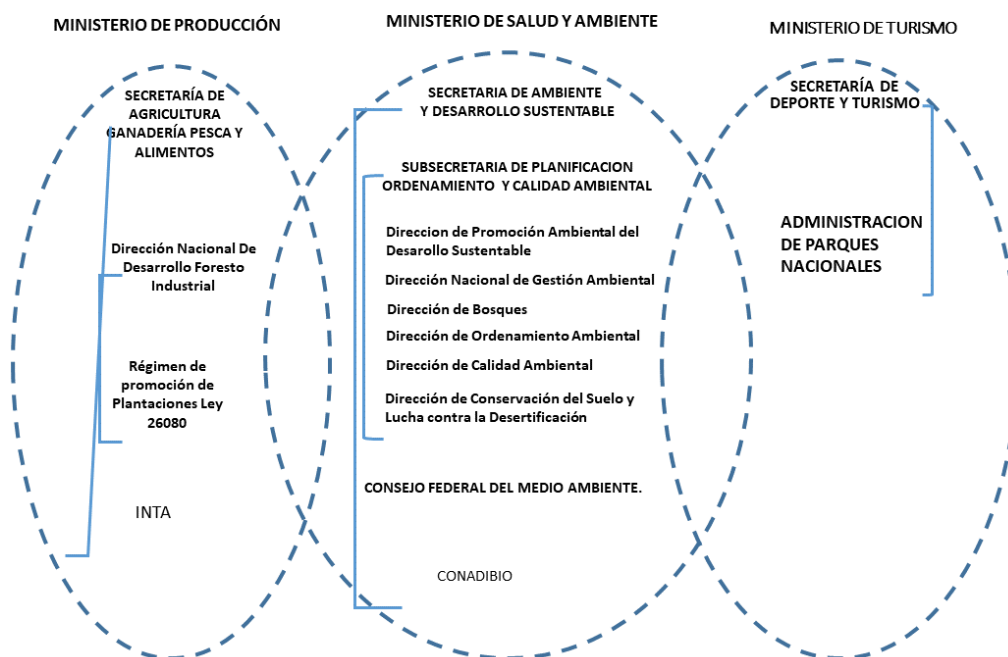 MINISTERIO DE PRODUCCIÓN
SECRETARÍA DE
AGRICULTURA
GANADERÍA PESCA Y
ALIMENTOS
Dirección Nacional De
Desarrollo Foresto
Industrial
Régimen de
promoción de
Plantaciones Ley
26080
INTA
MINISTERIO DE SALUD Y AMBIENTE
SECRETARIA DE AMBIENTE
Y DESARROLLO SUSTENTABLE
SUBSECRETARIA DE PLANIFICACION
ORDENAMIENTO Y CALIDAD AMBIENTAL
Direccion de Promoción Ambiental del
Desarollo Sustentable
Dirección Nacional de Gestión Ambiental
Dirección de Bosques
Dirección de Ordenamiento Ambiental
Dirección de Calidad Ambiental
Dirección de Conservación del Suelo y
Lucha contra la Desertificación
CONSEJO FEDERAL DEL MEDIO AMBIENTE.
CONADIBIO
MINISTERIO DE TURISMO
SECRETARÍA DE
DEPORTE Y TURISMO
ADMINISTRACION
DE PARQUES
NACIONALES